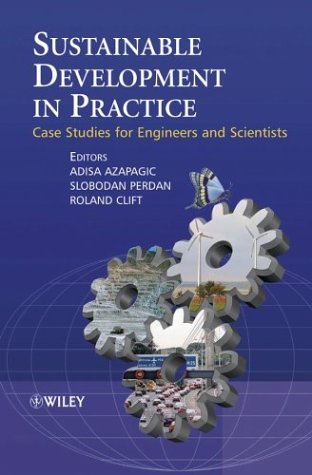 SUSTAINABLE
DEVELOPMENT
IN PRACTICE
Case Studies for Engineers and Scientists
EDITORS
ADISA AZAPAGIC
SLOBODAN PERDAN
ROLAND CLIFT
WILEY